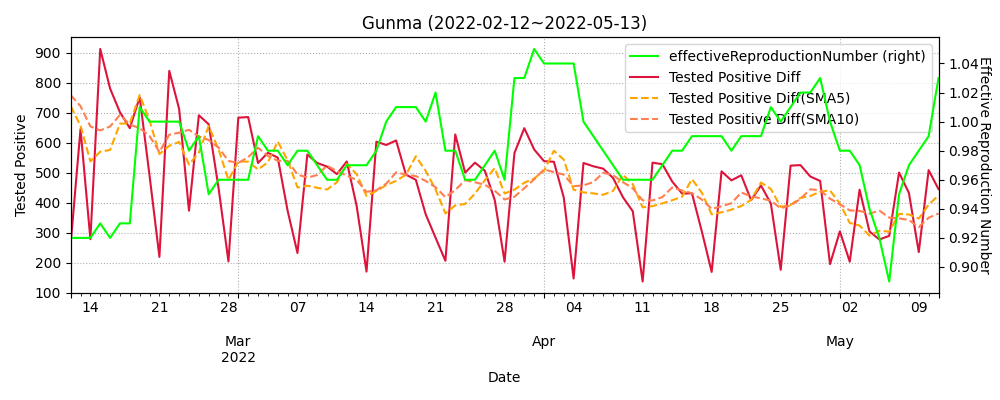 Gunma (2022-02-12~2022-05-13)
effectiveReproductionNumber (right)
Tested Positive Diff
Tested Positive Diff(SMA5)
Tested Positive Diff(SMA10)
Tested Positive
900
800
700
600
500
400
300
200
100
Effective Reproduction Number
1.04
1.02
1.00
0.98
0.96
0.94
0.92
0.90
14 21 28 07 14 21 28 04 11 18 25 02 09
Mar Apr May
2022
Date